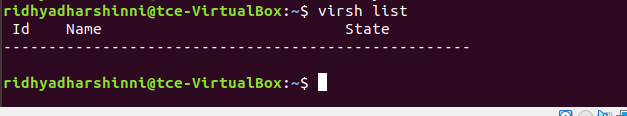 ridhyadharshinni@tce-VirtualBox:~$ virsh list
 Id    Name                           State
----------------------------------------------------
ridhyadharshinni@tce-VirtualBox:~$